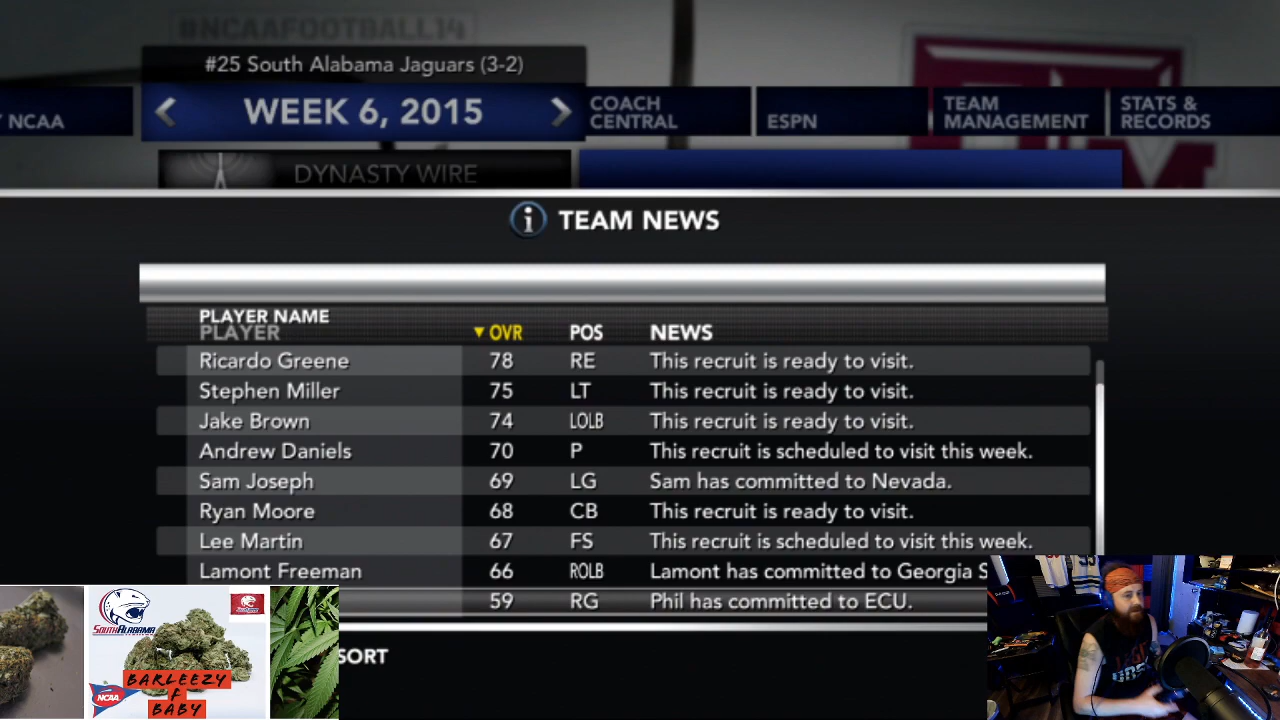 #NCAAFOOTBALL14
#25 South Alabama Jaguars (3-2)
NCAA
WEEK 6, 2015
COACH CENTRAL
ESPN
TEAM MANAGEMENT
STATS & RECORDS
DYNASTY WIRE
TEAM NEWS
PLAYER NAME
PLAYER OVR POS NEWS
Ricardo Greene 78 RE This recruit is ready to visit.
Stephen Miller 75 LT This recruit is ready to visit.
Jake Brown 74 LOLB This recruit is ready to visit.
Andrew Daniels 70 P This recruit is scheduled to visit this week.
Sam Joseph 69 LG Sam has committed to Nevada.
Ryan Moore 68 CB This recruit is ready to visit.
Lee Martin 67 FS This recruit is scheduled to visit this week.
Lamont Freeman 66 ROLB Lamont has committed to Georgia S
59 RG Phil has committed to ECU.
SORT
SOUTH ALABAMA
NCAA
BARLEEZY
F
BABY